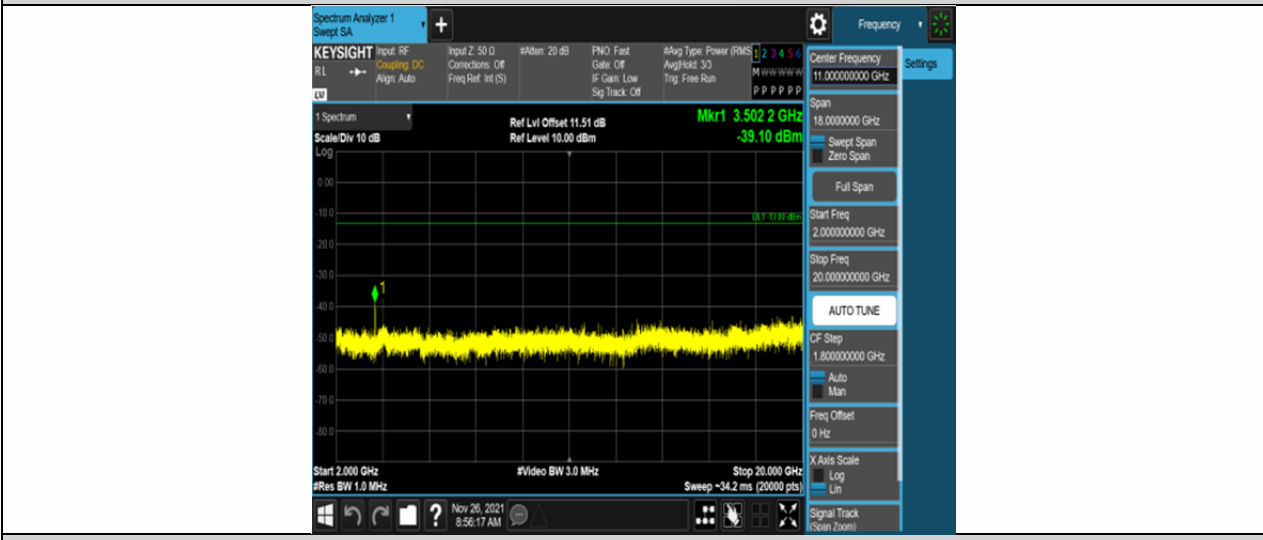 Spectrum Analyzer 1
Swept SA
+
Frequency
KEYSIGHT
Input: RF
Input Z: 50 Ω
#Atten: 20 dB
PNO: Fast
#Avg Type: Power (RMS
1 2 3 4 5 6
RL
Coupling: DC
Corrections: Off
Gate: Off
Avg|Hold: 3/3
M W W W W W
Align: Auto
Freq Ref: Int (S)
IF Gain: Low
Trig: Free Run
Sig Track: Off
P P P P P P
1 Spectrum
Ref Lvl Offset 11.51 dB
Mkr1 3.502 2 GHz
Scale/Div 10 dB
Ref Level 10.00 dBm
-39.10 dBm
Log
0.00
-10.0
DL1 -13.00 dBm
-20.0
-30.0
1
-40.0
-50.0
-60.0
-70.0
-80.0
Start 2.000 GHz
#Video BW 3.0 MHz
Stop 20.000 GHz
#Res BW 1.0 MHz
Sweep ~34.2 ms (20000 pts)
Center Frequency
11.000000000 GHz
Settings
Span
18.0000000 GHz
Swept Span
Zero Span
Full Span
Start Freq
2.000000000 GHz
Stop Freq
20.000000000 GHz
AUTO TUNE
CF Step
1.800000000 GHz
Auto
Man
Freq Offset
0 Hz
X Axis Scale
Log
Lin
Signal Track
(Span Zoom)
?
Nov 26, 2021
8:56:17 AM